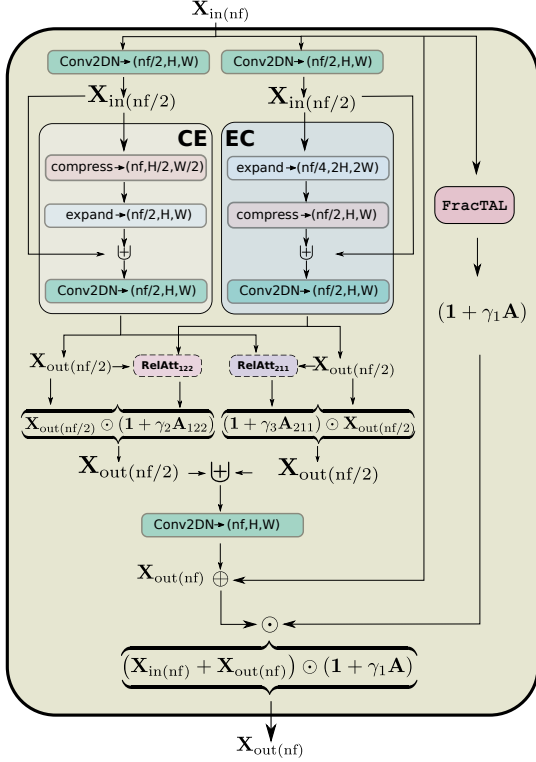 X_in(nf)
Conv2DN→(nf/2,H,W) Conv2DN→(nf/2,H,W)
X_in(nf/2) X_in(nf/2)
CE EC
compress→(nf,H/2,W/2) expand→(nf/4,2H,2W)
expand→(nf/2,H,W) compress→(nf/2,H,W)
FracTAL
⊎ ⊎
Conv2DN→(nf/2,H,W) Conv2DN→(nf/2,H,W)
(1 + γ₁A)
X_out(nf/2) RelAtt₁₂₂ RelAtt₂₁₁ X_out(nf/2)
X_out(nf/2) ⊙ (1 + γ₂A₁₂₂) (1 + γ₃A₂₁₁) ⊙ X_out(nf/2)
X_out(nf/2) ⊎ X_out(nf/2)
Conv2DN→(nf,H,W)
X_out(nf) ⊕
⊙
(X_in(nf) + X_out(nf)) ⊙ (1 + γ₁A)
X_out(nf)